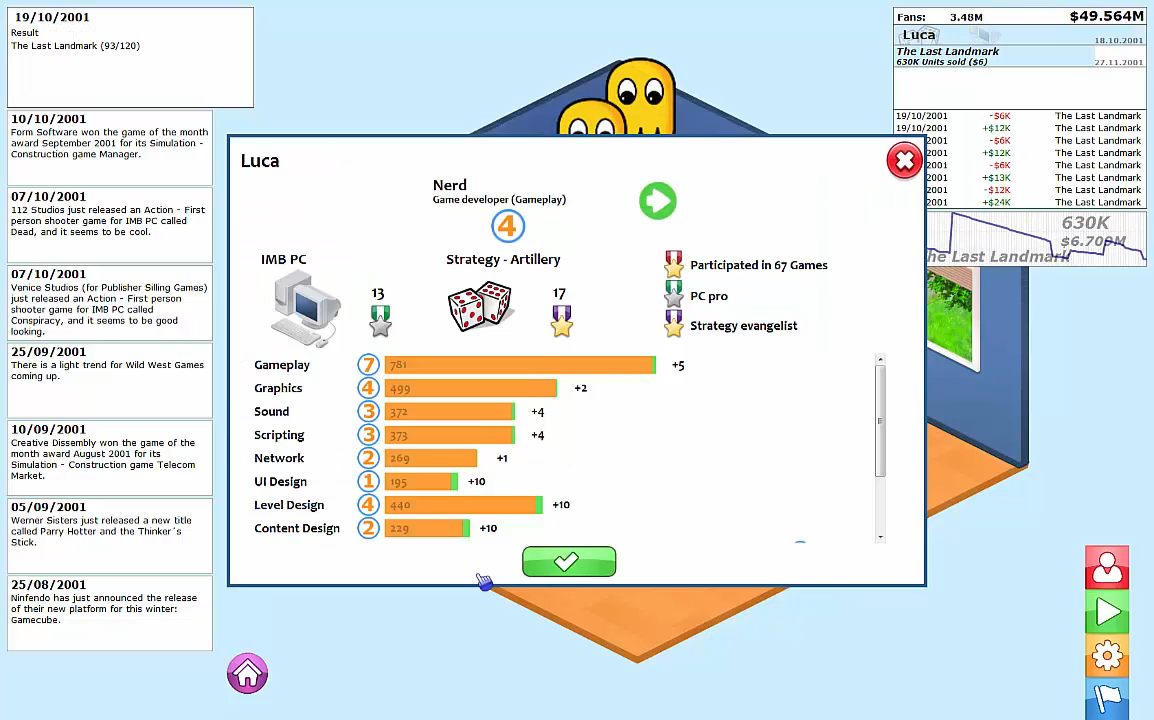 19/10/2001
Result
The Last Landmark (93/120)
10/10/2001
Form Software won the game of the month
award September 2001 for its Simulation -
Construction game Manager.
07/10/2001
112 Studios just released an Action - First
person shooter game for IMB PC called
Dead, and it seems to be cool.
07/10/2001
Venice Studios (for Publisher Silling Games)
just released an Action - First person
shooter game for IMB PC called
Conspiracy, and it seems to be good
looking.
25/09/2001
There is a light trend for Wild West Games
coming up.
10/09/2001
Creative Dissembly won the game of the
month award August 2001 for its
Simulation - Construction game Telecom
Market.
05/09/2001
Werner Sisters just released a new title
called Parry Hotter and the Thinker´s
Stick.
25/08/2001
Ninfendo has just announced the release
of their new platform for this winter:
Gamecube.
Luca
Nerd
Game developer (Gameplay)
4
IMB PC
13
Strategy - Artillery
17
Participated in 67 Games
PC pro
Strategy evangelist
Gameplay 7 781 +5
Graphics 4 499 +2
Sound 3 372 +4
Scripting 3 373 +4
Network 2 269 +1
UI Design 1 195 +10
Level Design 4 440 +10
Content Design 2 229 +10
Fans: 3.48M $49.564M
Luca 18.10.2001
The Last Landmark
630K Units sold ($6) 27.11.2001
19/10/2001 -$6K The Last Landmark
19/10/2001 +$12K The Last Landmark
2001 -$6K The Last Landmark
2001 +$12K The Last Landmark
2001 -$6K The Last Landmark
2001 +$13K The Last Landmark
2001 -$12K The Last Landmark
2001 +$24K The Last Landmark
630K
$6.709M
he Last Landmark